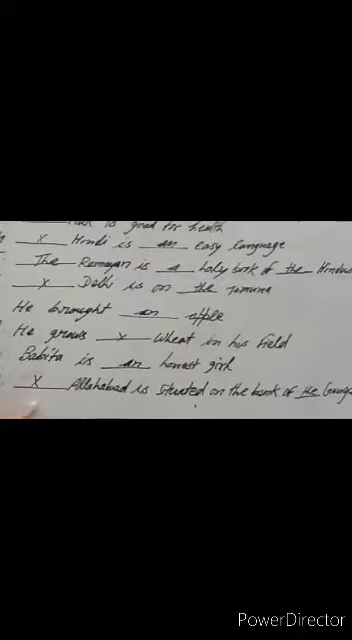 is good for health
x Hindi is an easy language
The Ramayan is a holy book of the Hindus
x Delhi is on the Jamuna
He brought an apple
He grows x Wheat in his field
Babita is an honest girl
X Allahabad is Situated on the bank of the Ganga
PowerDirector